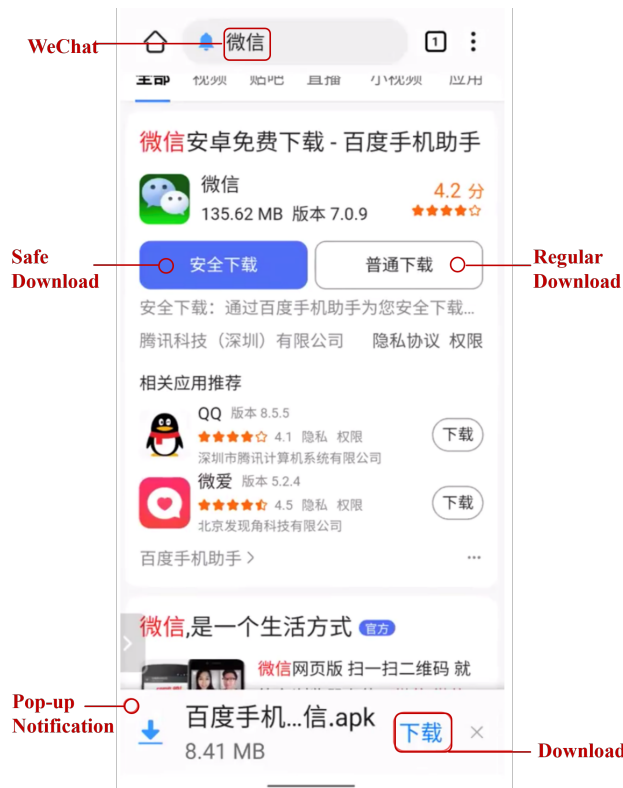 WeChat
微信
1
全部 视频 贴吧 直播 小视频 应用
微信安卓免费下载 - 百度手机助手
微信
4.2 分
135.62 MB 版本 7.0.9
Safe Download
安全下载
普通下载
Regular Download
安全下载：通过百度手机助手为您安全下载...
腾讯科技（深圳）有限公司 隐私协议 权限
相关应用推荐
QQ 版本 8.5.5
4.1 隐私 权限
下载
深圳市腾讯计算机系统有限公司
微爱 版本 5.2.4
4.5 隐私 权限
下载
北京发现角科技有限公司
百度手机助手 >
微信,是一个生活方式 官方
微信网页版 扫一扫二维码 就
Pop-up Notification
百度手机...信.apk
下载
8.41 MB
Download